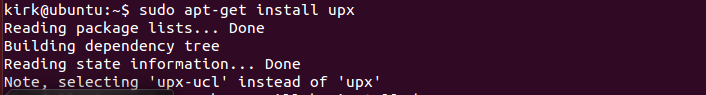 kirk@ubuntu:~$ sudo apt-get install upx
Reading package lists... Done
Building dependency tree
Reading state information... Done
Note, selecting 'upx-ucl' instead of 'upx'